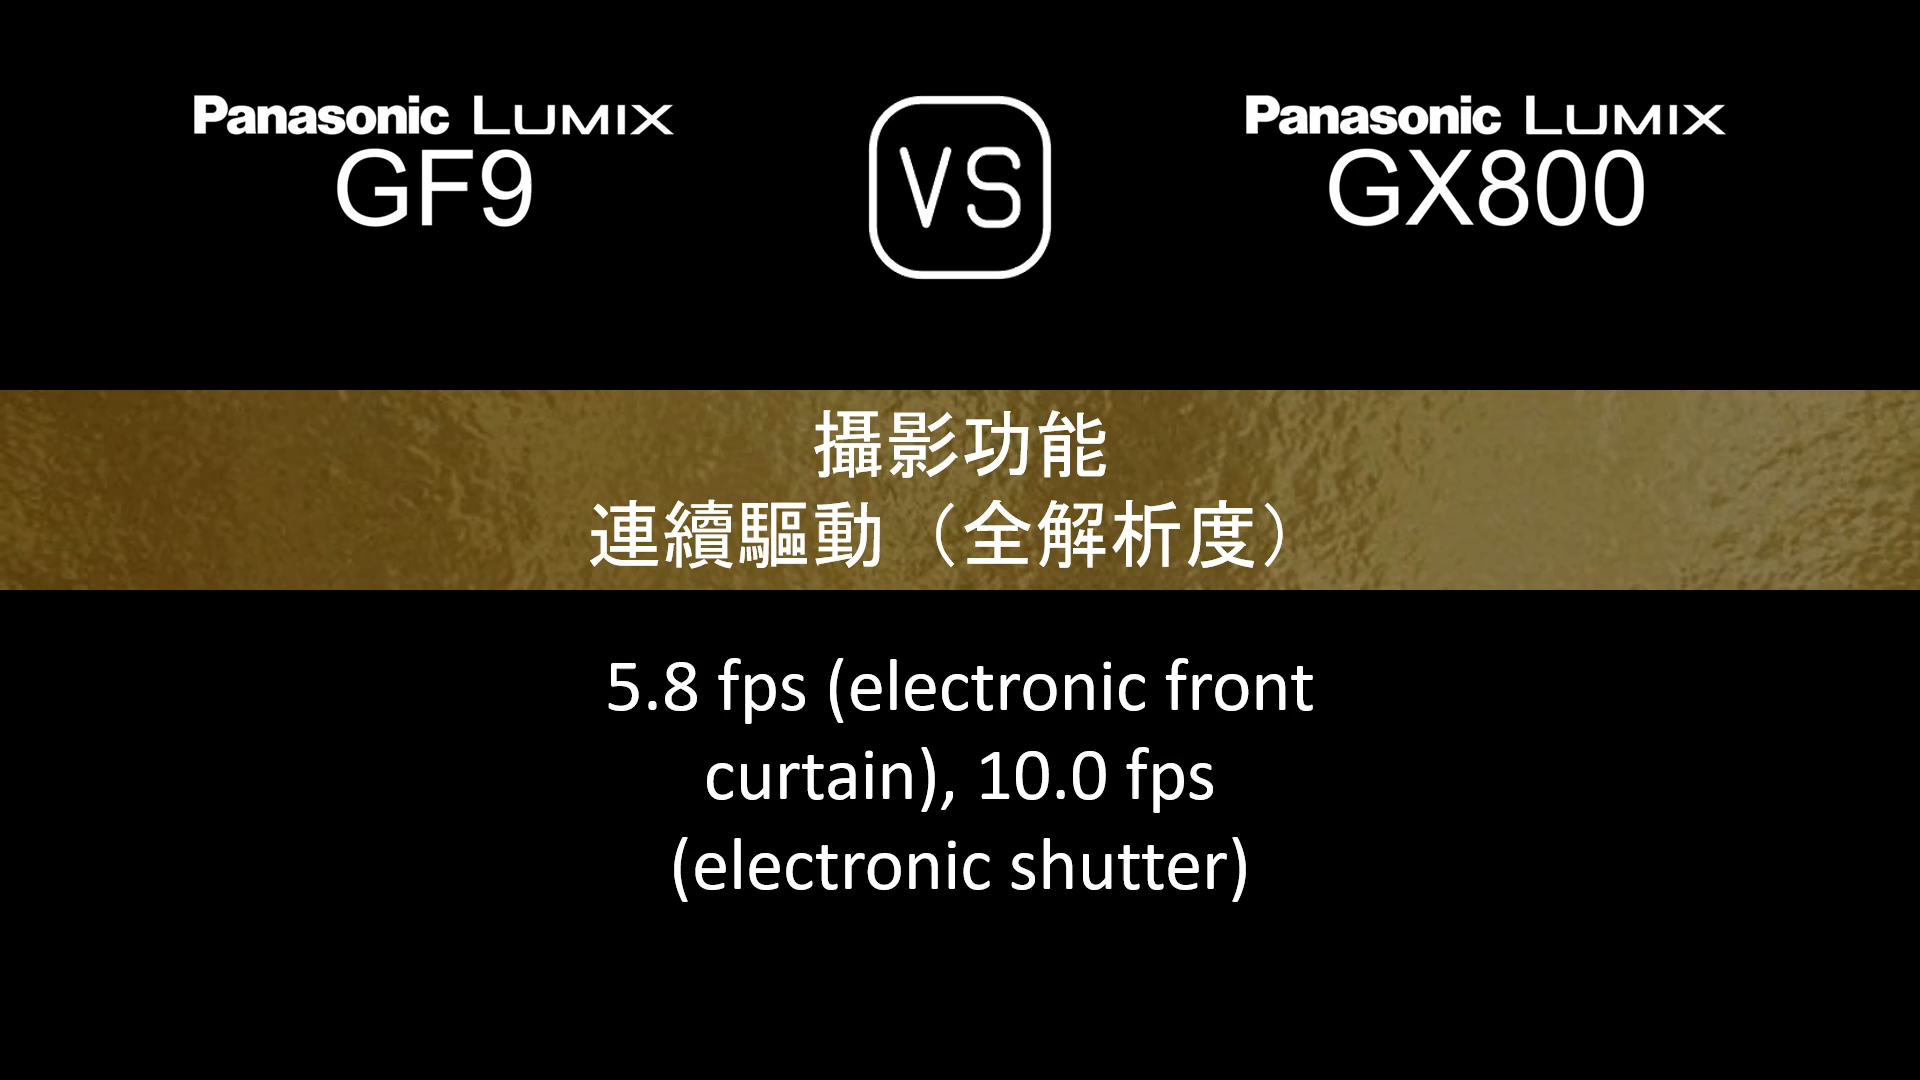 Panasonic LUMIX
GF9
VS
Panasonic LUMIX
GX800
攝影功能
連續驅動（全解析度）
5.8 fps (electronic front
curtain), 10.0 fps
(electronic shutter)